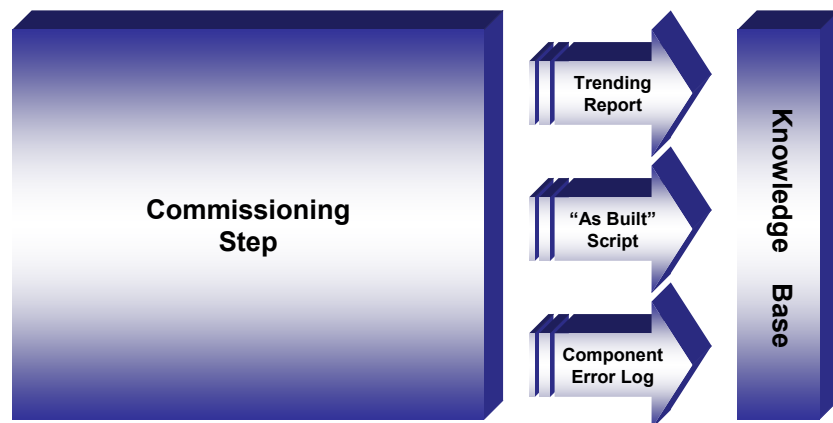 Commissioning
Step
Trending
Report
“As Built”
Script
Component
Error Log
Knowledge Base